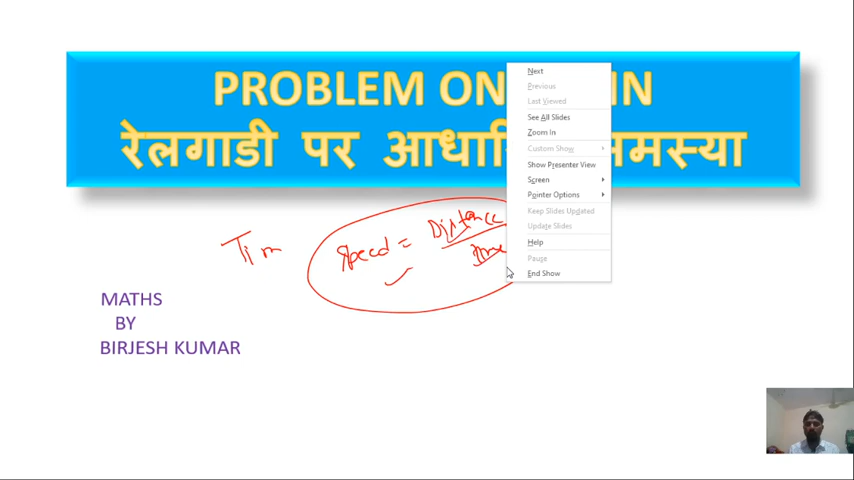 PROBLEM ON IN
रेलगाडी पर आधारि मस्या
Tim
Speed = Distance
Time
MATHS
BY
BIRJESH KUMAR
Next
Previous
Last Viewed
See All Slides
Zoom In
Custom Show
Show Presenter View
Screen
Pointer Options
Keep Slides Updated
Update Slides
Help
Pause
End Show